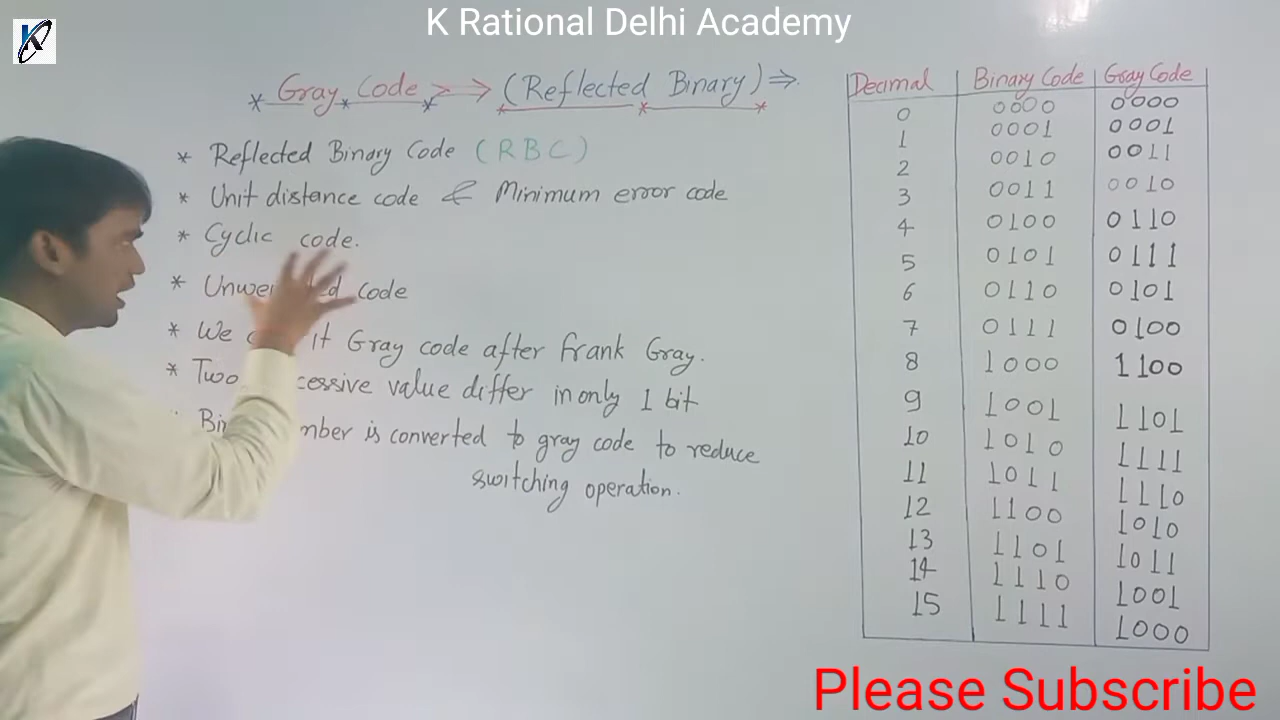 K Rational Delhi Academy
K
* Gray Code * → (Reflected Binary) ⇒
* Reflected Binary Code (RBC)
* Unit distance code & Minimum error code
* Cyclic code.
* code
* We it Gray code after frank Gray.
* Two value differ in only 1 bit
is converted to gray code to reduce
switching operation.
Decimal Binary Code Gray Code
0 0000 0000
1 0001 0001
2 0010 0011
3 0011 0010
4 0100 0110
5 0101 0111
6 0110 0101
7 0111 0100
8 1000 1100
9 1001 1101
10 1010 1111
11 1011 1110
12 1100 1010
13 1101 1011
14 1110 1001
15 1111 1000
Please Subscribe